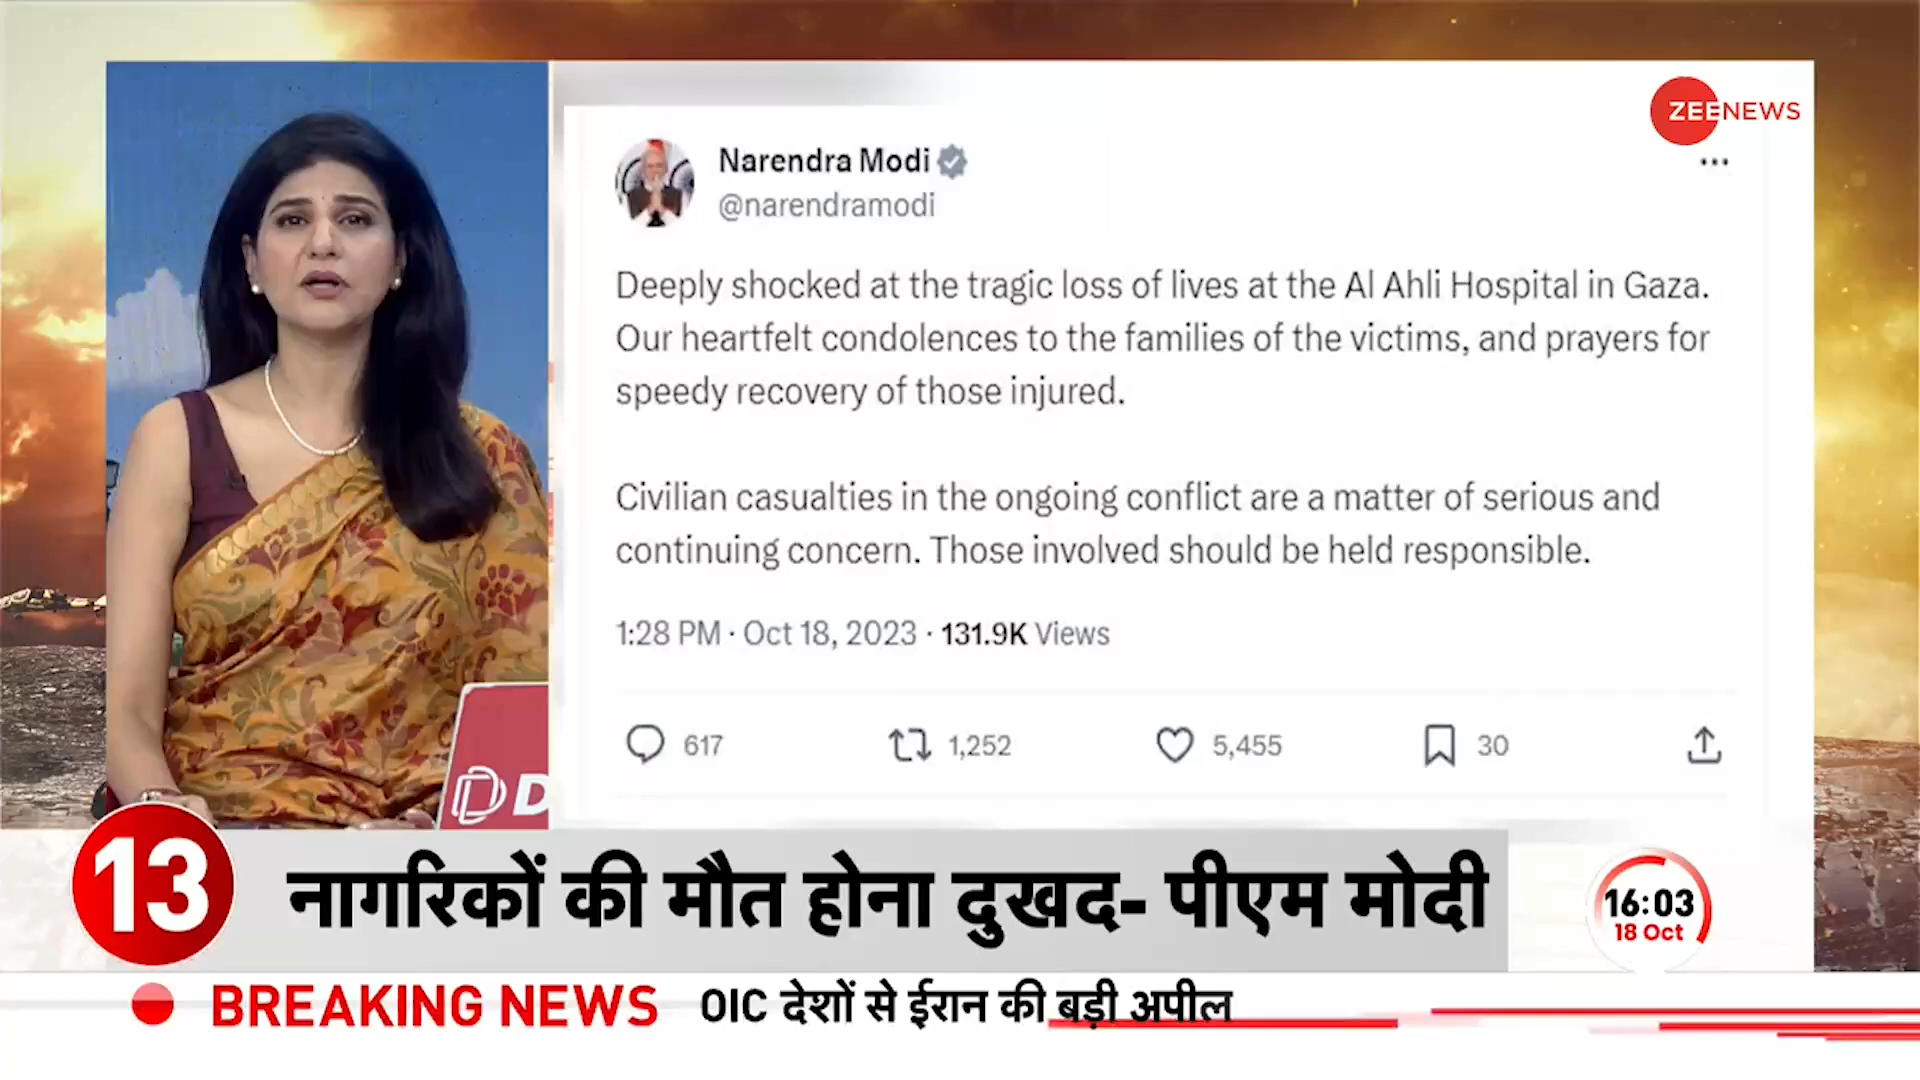 ZEENEWS
Narendra Modi
@narendramodi
Deeply shocked at the tragic loss of lives at the Al Ahli Hospital in Gaza.
Our heartfelt condolences to the families of the victims, and prayers for
speedy recovery of those injured.
Civilian casualties in the ongoing conflict are a matter of serious and
continuing concern. Those involved should be held responsible.
1:28 PM · Oct 18, 2023 · 131.9K Views
617 1,252 5,455 30
D
13 नागरिकों की मौत होना दुखद- पीएम मोदी
16:03
18 Oct
BREAKING NEWS OIC देशों से ईरान की बड़ी अपील